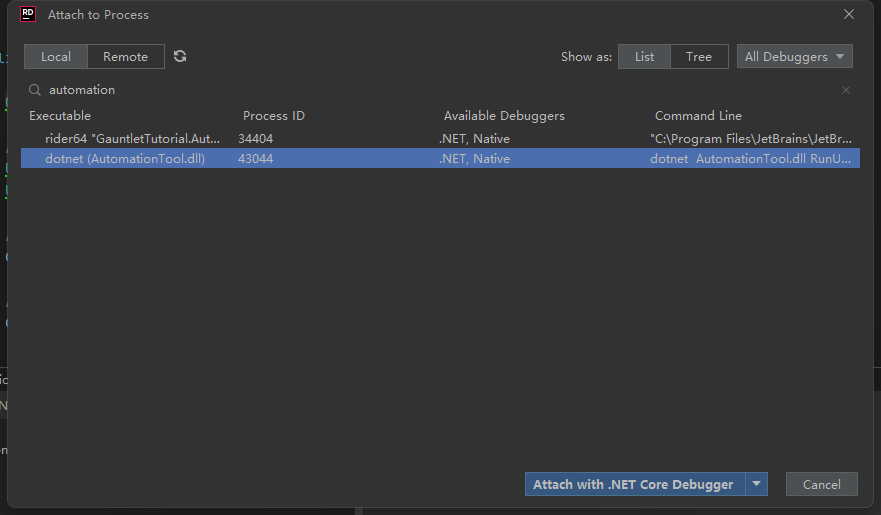 RD Attach to Process
Local Remote Show as: List Tree All Debuggers
automation
Executable Process ID Available Debuggers Command Line
rider64 "GauntletTutorial.Aut... 34404 .NET, Native "C:\Program Files\JetBrains\JetBr...
dotnet (AutomationTool.dll) 43044 .NET, Native dotnet AutomationTool.dll RunU...
Attach with .NET Core Debugger Cancel